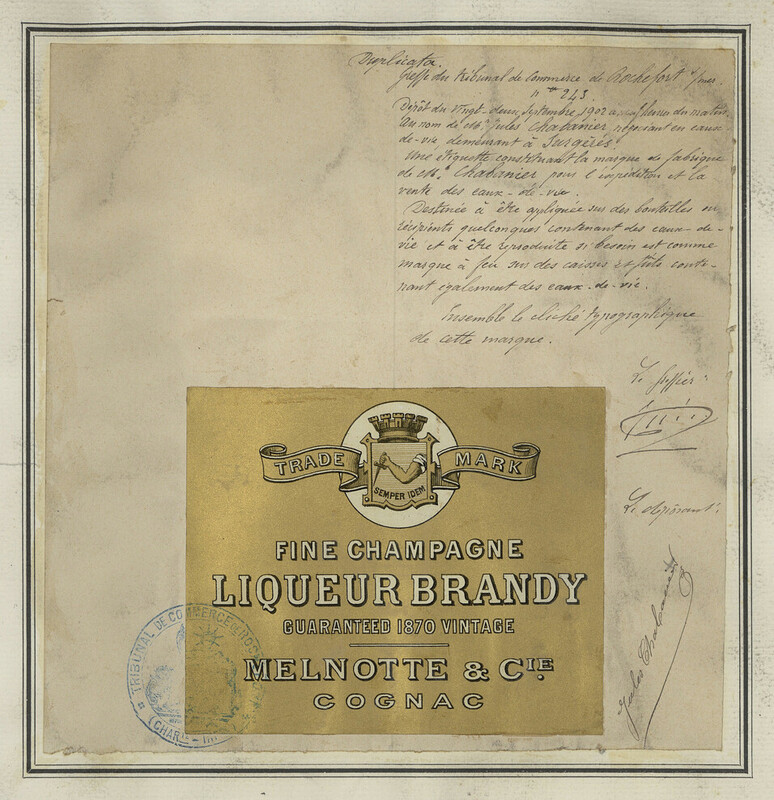 Duplicata.
Greffe du tribunal de commerce de Rochefort s/mer.
n° 243.
Dépôt du vingt-deux Septembre 1902 à neuf heures du matin
Au nom de Mr. Jules Chabanier, négociant en eaux-
de-vie demeurant à Surgères.
Une étiquette constituant la marque de fabrique
de Mr. Chabanier pour l'expédition et la
vente des eaux-de-vie.
Destinée à être apliquée sur des bouteilles ou
récipients quelconques contenant des eaux-de-
vie et à être reproduite si besoin est comme
marque à feu sur des caisses et fûts conte-
nant également des eaux-de-vie.
Ensemble le cliché typographique
de cette marque.
Le greffier:
Le déposant:
Jules Chabanier
TRADE MARK
SEMPER IDEM
FINE CHAMPAGNE
LIQUEUR BRANDY
GUARANTEED 1870 VINTAGE
MELNOTTE & CIE.
COGNAC
TRIBUNAL DE COMMERCE DE ROCHEFORT
(CHARte - INf